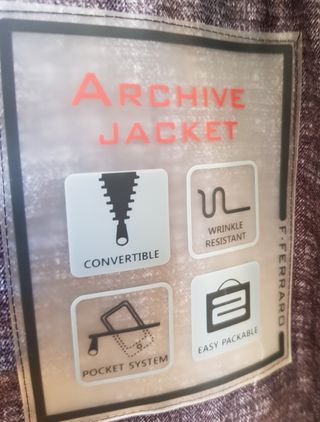 ARCHIVE
JACKET
CONVERTIBLE
WRINKLE
RESISTANT
POCKET SYSTEM
EASY PACKABLE
F·FERRARO